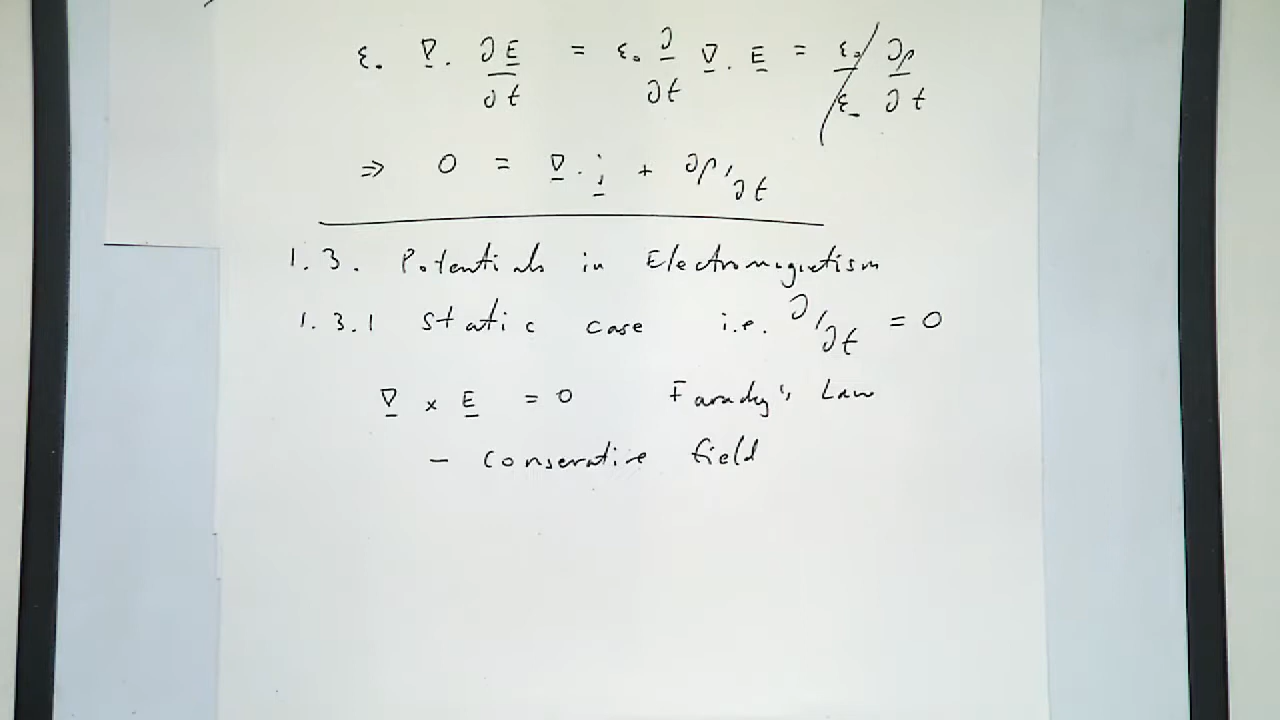 ε₀ ∇ . ∂E/∂t = ε₀ ∂/∂t ∇ . E = ε₀/ε₀ ∂ρ/∂t
⇒ 0 = ∇ . j + ∂ρ/∂t
1.3. Potentials in Electromagnetism
1.3.1 Static case i.e. ∂/∂t = 0
∇ × E = 0 Faraday's Law
- conserative field